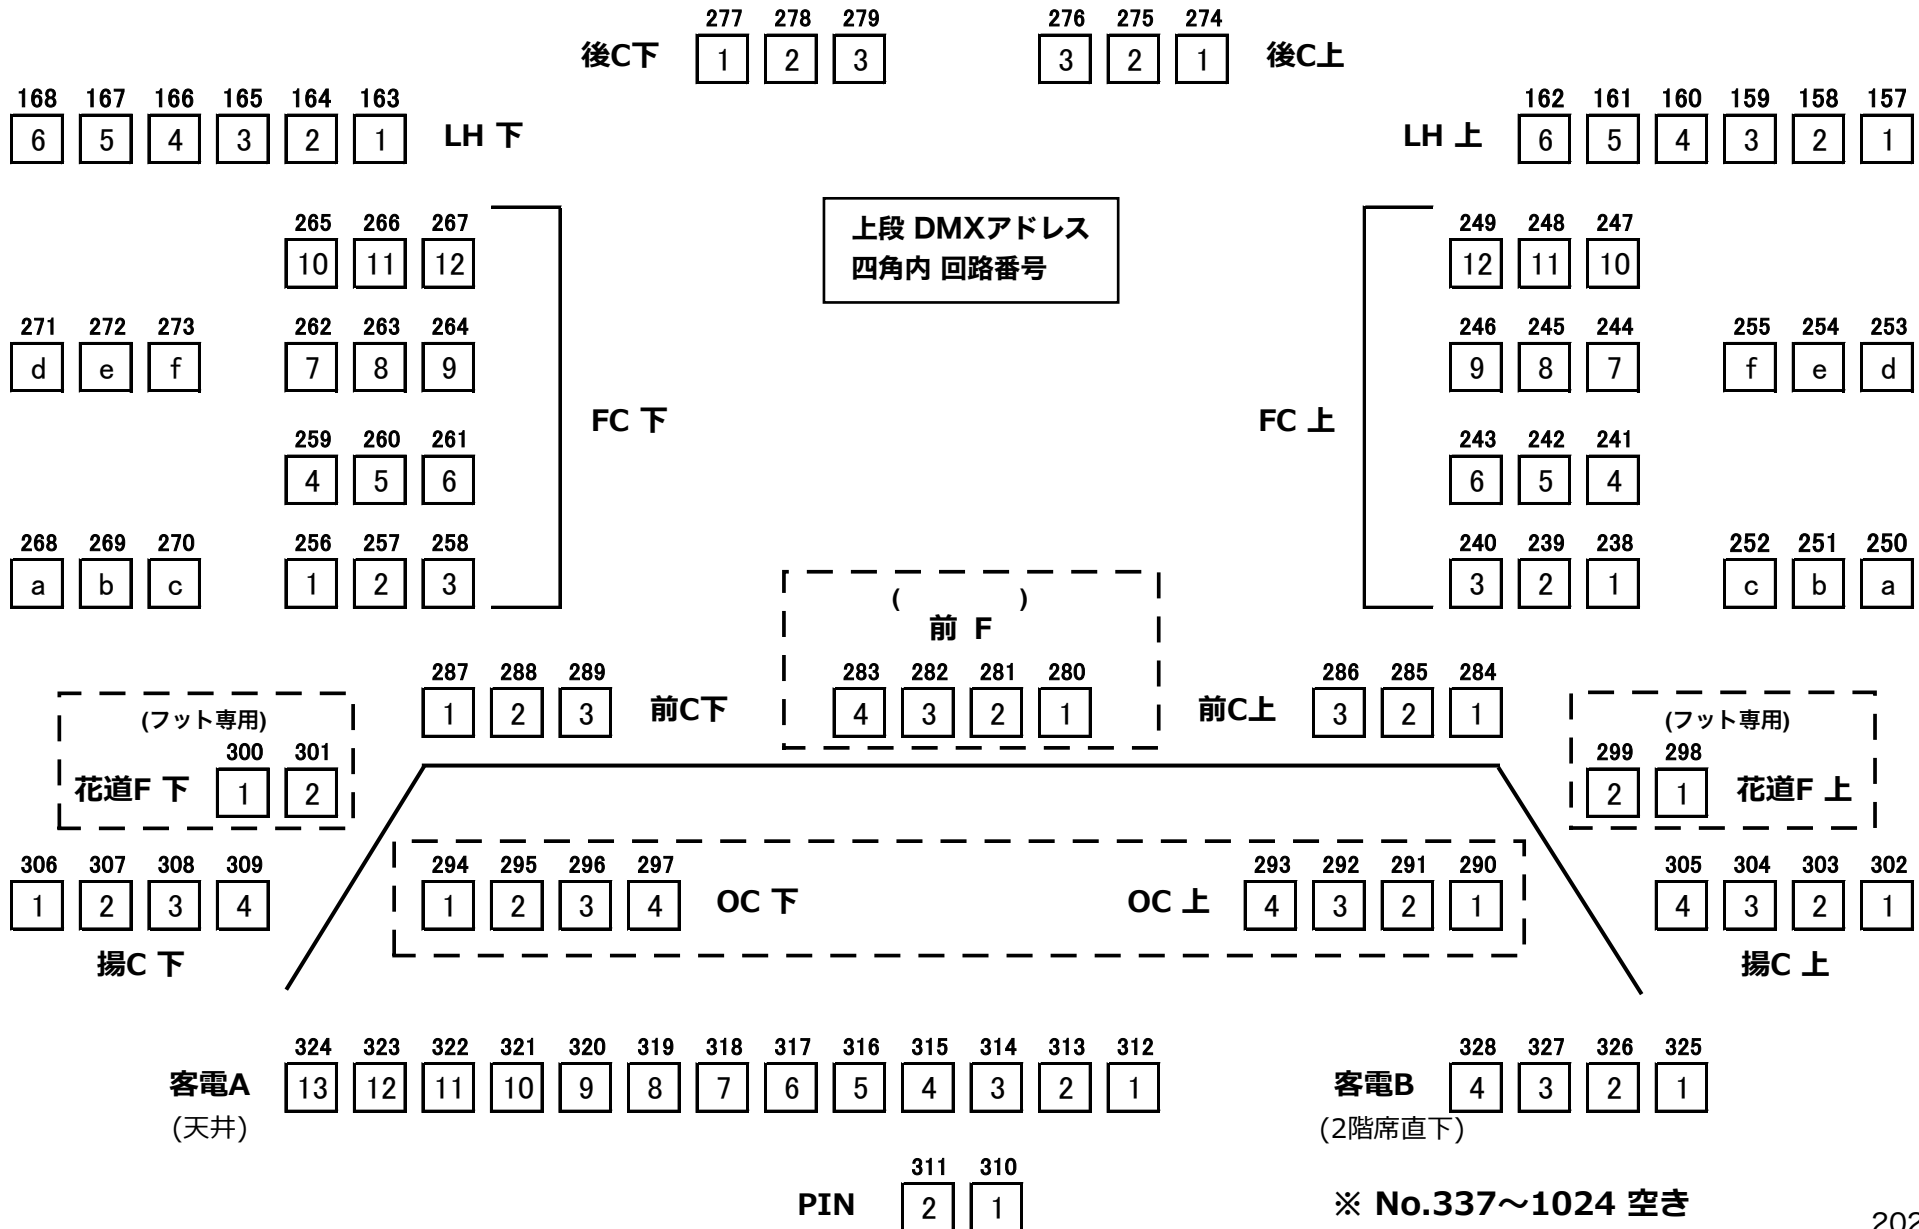 277 278 279 276 275 274
後C下 1 2 3 3 2 1 後C上
168 167 166 165 164 163 162 161 160 159 158 157
6 5 4 3 2 1 LH 下 LH 上 6 5 4 3 2 1
上段 DMXアドレス
四角内 回路番号
265 266 267 249 248 247
10 11 12 12 11 10
271 272 273 262 263 264 246 245 244 255 254 253
d e f 7 8 9 9 8 7 f e d
FC 下 FC 上
259 260 261 243 242 241
4 5 6 6 5 4
268 269 270 256 257 258 240 239 238 252 251 250
a b c 1 2 3 3 2 1 c b a
( )
前 F
287 288 289 283 282 281 280 286 285 284
1 2 3 前C下 4 3 2 1 前C上 3 2 1
(フット専用) (フット専用)
300 301 299 298
花道F 下 1 2 2 1 花道F 上
306 307 308 309 294 295 296 297 293 292 291 290 305 304 303 302
1 2 3 4 1 2 3 4 OC 下 OC 上 4 3 2 1 4 3 2 1
揚C 下 揚C 上
324 323 322 321 320 319 318 317 316 315 314 313 312 328 327 326 325
客電A 13 12 11 10 9 8 7 6 5 4 3 2 1 客電B 4 3 2 1
(天井) (2階席直下)
311 310
PIN 2 1 ※ No.337～1024 空き
202